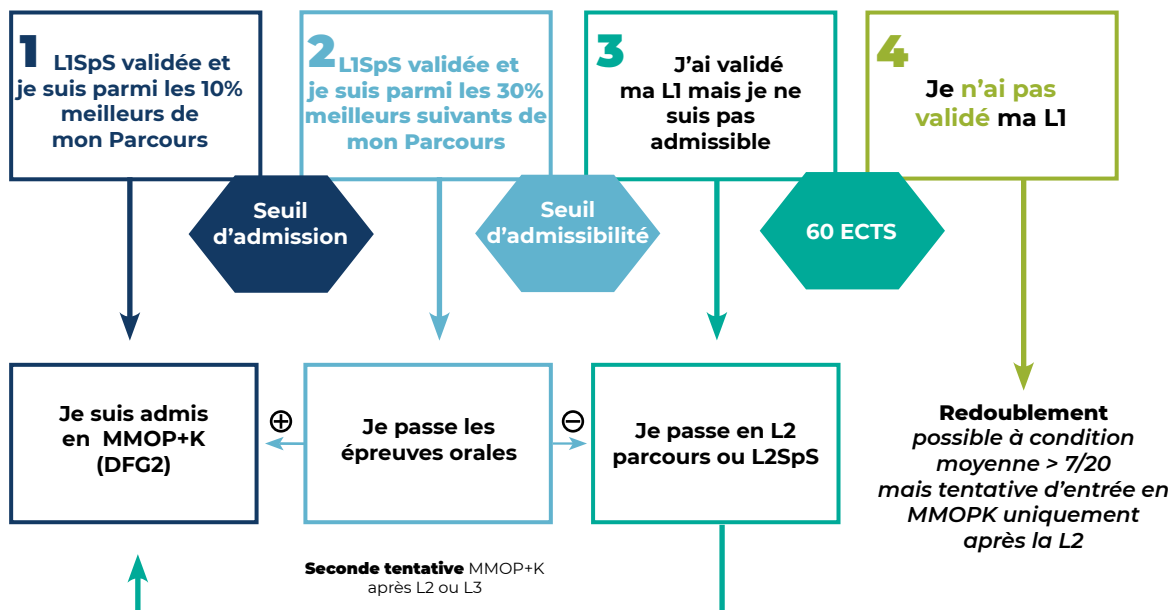 1
L1SpS validée et
je suis parmi les 10%
meilleurs de
mon Parcours
2
L1SpS validée et
je suis parmi les 30%
meilleurs suivants de
mon Parcours
3
J'ai validé
ma L1 mais je ne
suis pas
admissible
4
Je n'ai pas
validé ma L1
Seuil
d'admission
Seuil
d'admissibilité
60 ECTS
Je suis admis
en MMOP+K
(DFG2)
⊕
Je passe les
épreuves orales
⊖
Je passe en L2
parcours ou L2SpS
Redoublement
possible à condition
moyenne > 7/20
mais tentative d'entrée en
MMOPK uniquement
après la L2
Seconde tentative MMOP+K
après L2 ou L3